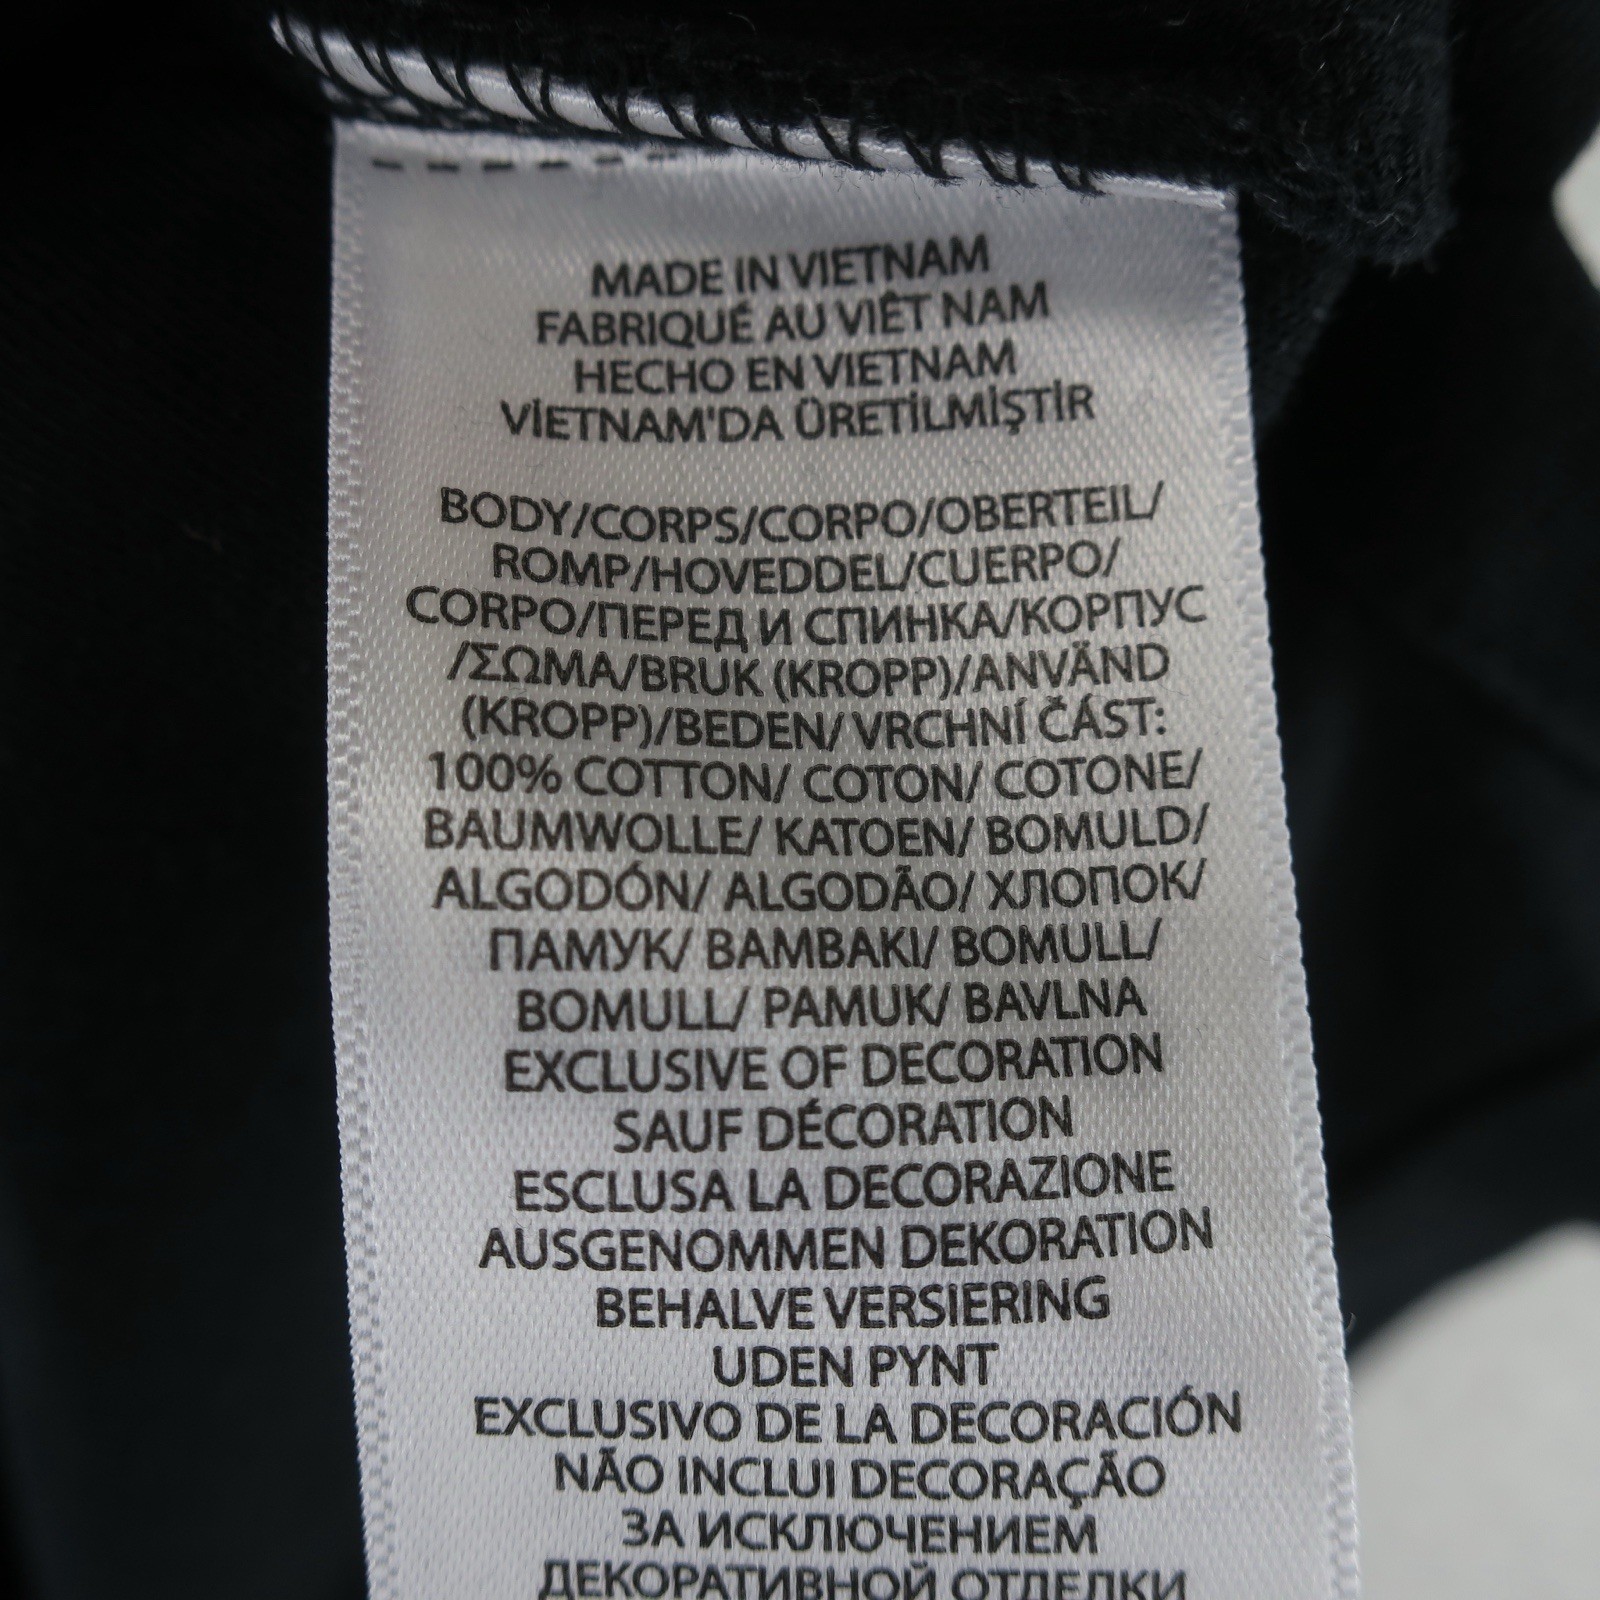 MADE IN VIETNAM
FABRIQUÉ AU VIÊT NAM
HECHO EN VIETNAM
VİETNAM'DA ÜRETİLMİŞTİR
BODY/CORPS/CORPO/OBERTEIL/
ROMP/HOVEDDEL/CUERPO/
CORPO/ПЕРЕД И СПИНКА/КОРПУС
/ΣΩΜΑ/BRUK (KROPP)/ANVÄND
(KROPP)/BEDEN/ VRCHNÍ ČÁST:
100% COTTON/ COTON/ COTONE/
BAUMWOLLE/ KATOEN/ BOMULD/
ALGODÓN/ ALGODÃO/ ХЛОПОК/
ПАМУК/ BAMBAKI/ BOMULL/
BOMULL/ PAMUK/ BAVLNA
EXCLUSIVE OF DECORATION
SAUF DÉCORATION
ESCLUSA LA DECORAZIONE
AUSGENOMMEN DEKORATION
BEHALVE VERSIERING
UDEN PYNT
EXCLUSIVO DE LA DECORACIÓN
NÃO INCLUI DECORAÇÃO
ЗА ИСКЛЮЧЕНИЕМ
ДЕКОРАТИВНОЙ ОТДЕЛКИ